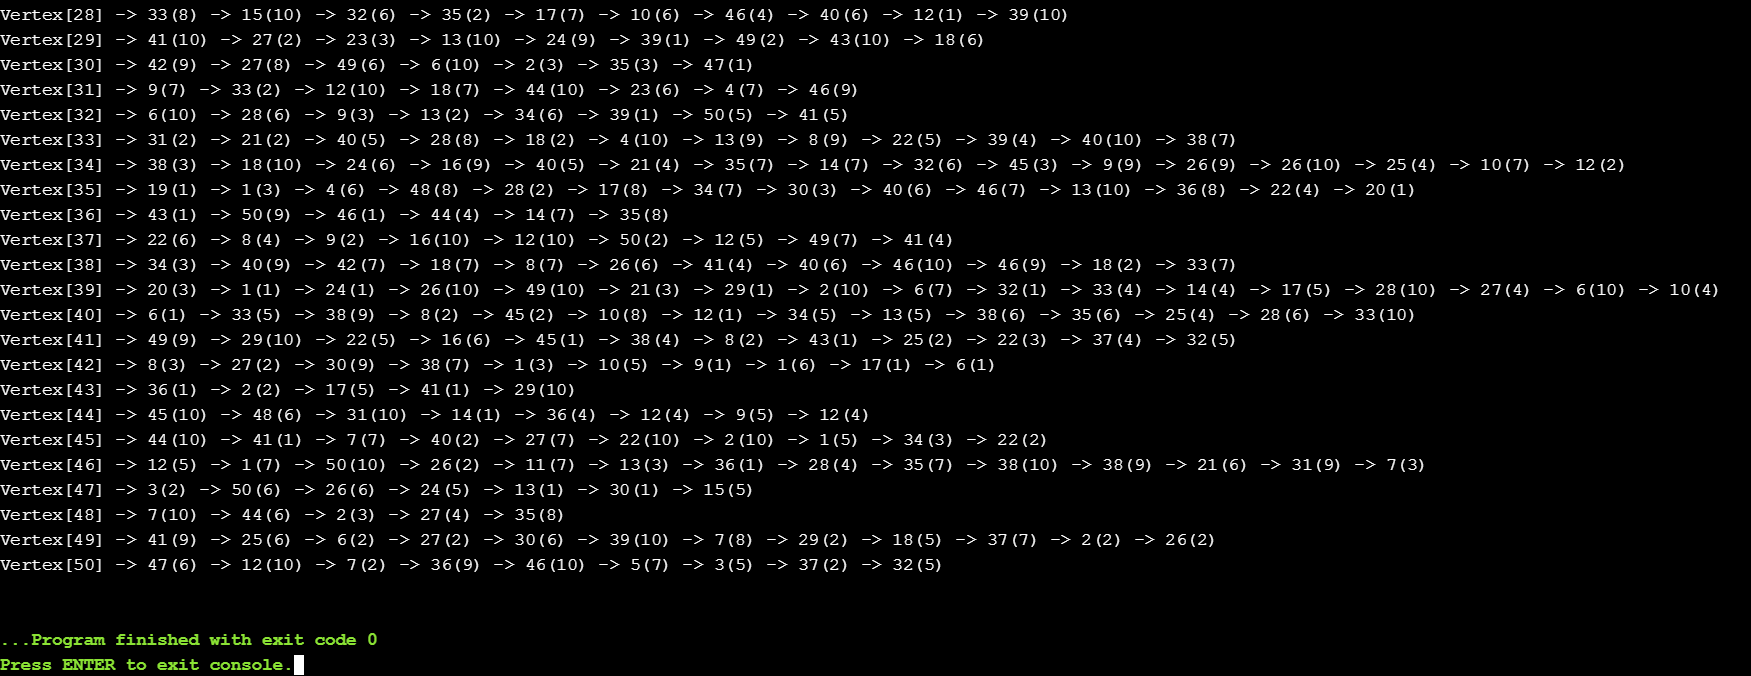 Vertex[28] -> 33(8) -> 15(10) -> 32(6) -> 35(2) -> 17(7) -> 10(6) -> 46(4) -> 40(6) -> 12(1) -> 39(10)
Vertex[29] -> 41(10) -> 27(2) -> 23(3) -> 13(10) -> 24(9) -> 39(1) -> 49(2) -> 43(10) -> 18(6)
Vertex[30] -> 42(9) -> 27(8) -> 49(6) -> 6(10) -> 2(3) -> 35(3) -> 47(1)
Vertex[31] -> 9(7) -> 33(2) -> 12(10) -> 18(7) -> 44(10) -> 23(6) -> 4(7) -> 46(9)
Vertex[32] -> 6(10) -> 28(6) -> 9(3) -> 13(2) -> 34(6) -> 39(1) -> 50(5) -> 41(5)
Vertex[33] -> 31(2) -> 21(2) -> 40(5) -> 28(8) -> 18(2) -> 4(10) -> 13(9) -> 8(9) -> 22(5) -> 39(4) -> 40(10) -> 38(7)
Vertex[34] -> 38(3) -> 18(10) -> 24(6) -> 16(9) -> 40(5) -> 21(4) -> 35(7) -> 14(7) -> 32(6) -> 45(3) -> 9(9) -> 26(9) -> 26(10) -> 25(4) -> 10(7) -> 12(2)
Vertex[35] -> 19(1) -> 1(3) -> 4(6) -> 48(8) -> 28(2) -> 17(8) -> 34(7) -> 30(3) -> 40(6) -> 46(7) -> 13(10) -> 36(8) -> 22(4) -> 20(1)
Vertex[36] -> 43(1) -> 50(9) -> 46(1) -> 44(4) -> 14(7) -> 35(8)
Vertex[37] -> 22(6) -> 8(4) -> 9(2) -> 16(10) -> 12(10) -> 50(2) -> 12(5) -> 49(7) -> 41(4)
Vertex[38] -> 34(3) -> 40(9) -> 42(7) -> 18(7) -> 8(7) -> 26(6) -> 41(4) -> 40(6) -> 46(10) -> 46(9) -> 18(2) -> 33(7)
Vertex[39] -> 20(3) -> 1(1) -> 24(1) -> 26(10) -> 49(10) -> 21(3) -> 29(1) -> 2(10) -> 6(7) -> 32(1) -> 33(4) -> 14(4) -> 17(5) -> 28(10) -> 27(4) -> 6(10) -> 10(4)
Vertex[40] -> 6(1) -> 33(5) -> 38(9) -> 8(2) -> 45(2) -> 10(8) -> 12(1) -> 34(5) -> 13(5) -> 38(6) -> 35(6) -> 25(4) -> 28(6) -> 33(10)
Vertex[41] -> 49(9) -> 29(10) -> 22(5) -> 16(6) -> 45(1) -> 38(4) -> 8(2) -> 43(1) -> 25(2) -> 22(3) -> 37(4) -> 32(5)
Vertex[42] -> 8(3) -> 27(2) -> 30(9) -> 38(7) -> 1(3) -> 10(5) -> 9(1) -> 1(6) -> 17(1) -> 6(1)
Vertex[43] -> 36(1) -> 2(2) -> 17(5) -> 41(1) -> 29(10)
Vertex[44] -> 45(10) -> 48(6) -> 31(10) -> 14(1) -> 36(4) -> 12(4) -> 9(5) -> 12(4)
Vertex[45] -> 44(10) -> 41(1) -> 7(7) -> 40(2) -> 27(7) -> 22(10) -> 2(10) -> 1(5) -> 34(3) -> 22(2)
Vertex[46] -> 12(5) -> 1(7) -> 50(10) -> 26(2) -> 11(7) -> 13(3) -> 36(1) -> 28(4) -> 35(7) -> 38(10) -> 38(9) -> 21(6) -> 31(9) -> 7(3)
Vertex[47] -> 3(2) -> 50(6) -> 26(6) -> 24(5) -> 13(1) -> 30(1) -> 15(5)
Vertex[48] -> 7(10) -> 44(6) -> 2(3) -> 27(4) -> 35(8)
Vertex[49] -> 41(9) -> 25(6) -> 6(2) -> 27(2) -> 30(6) -> 39(10) -> 7(8) -> 29(2) -> 18(5) -> 37(7) -> 2(2) -> 26(2)
Vertex[50] -> 47(6) -> 12(10) -> 7(2) -> 36(9) -> 46(10) -> 5(7) -> 3(5) -> 37(2) -> 32(5)
...Program finished with exit code 0
Press ENTER to exit console.